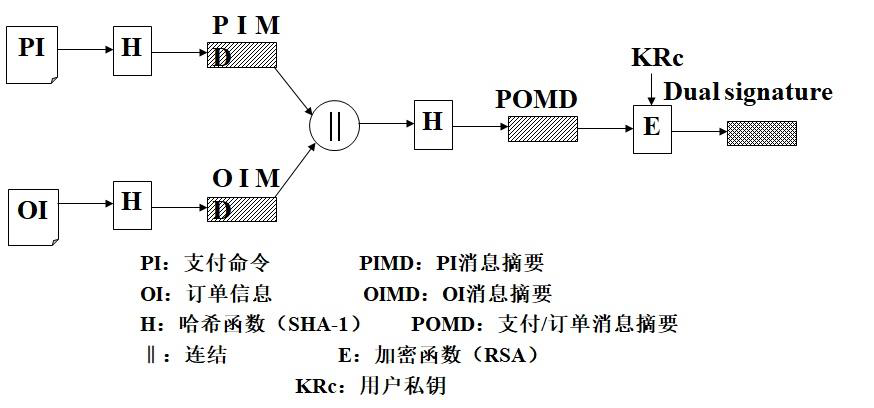 PIM
D
PI
H
KRc
POMD
Dual signature
||
H
E
OIM
D
OI
H
PI：支付命令 PIMD：PI消息摘要
OI：订单信息 OIMD：OI消息摘要
H：哈希函数（SHA-1） POMD：支付/订单消息摘要
||：连结 E：加密函数（RSA）
KRc：用户私钥